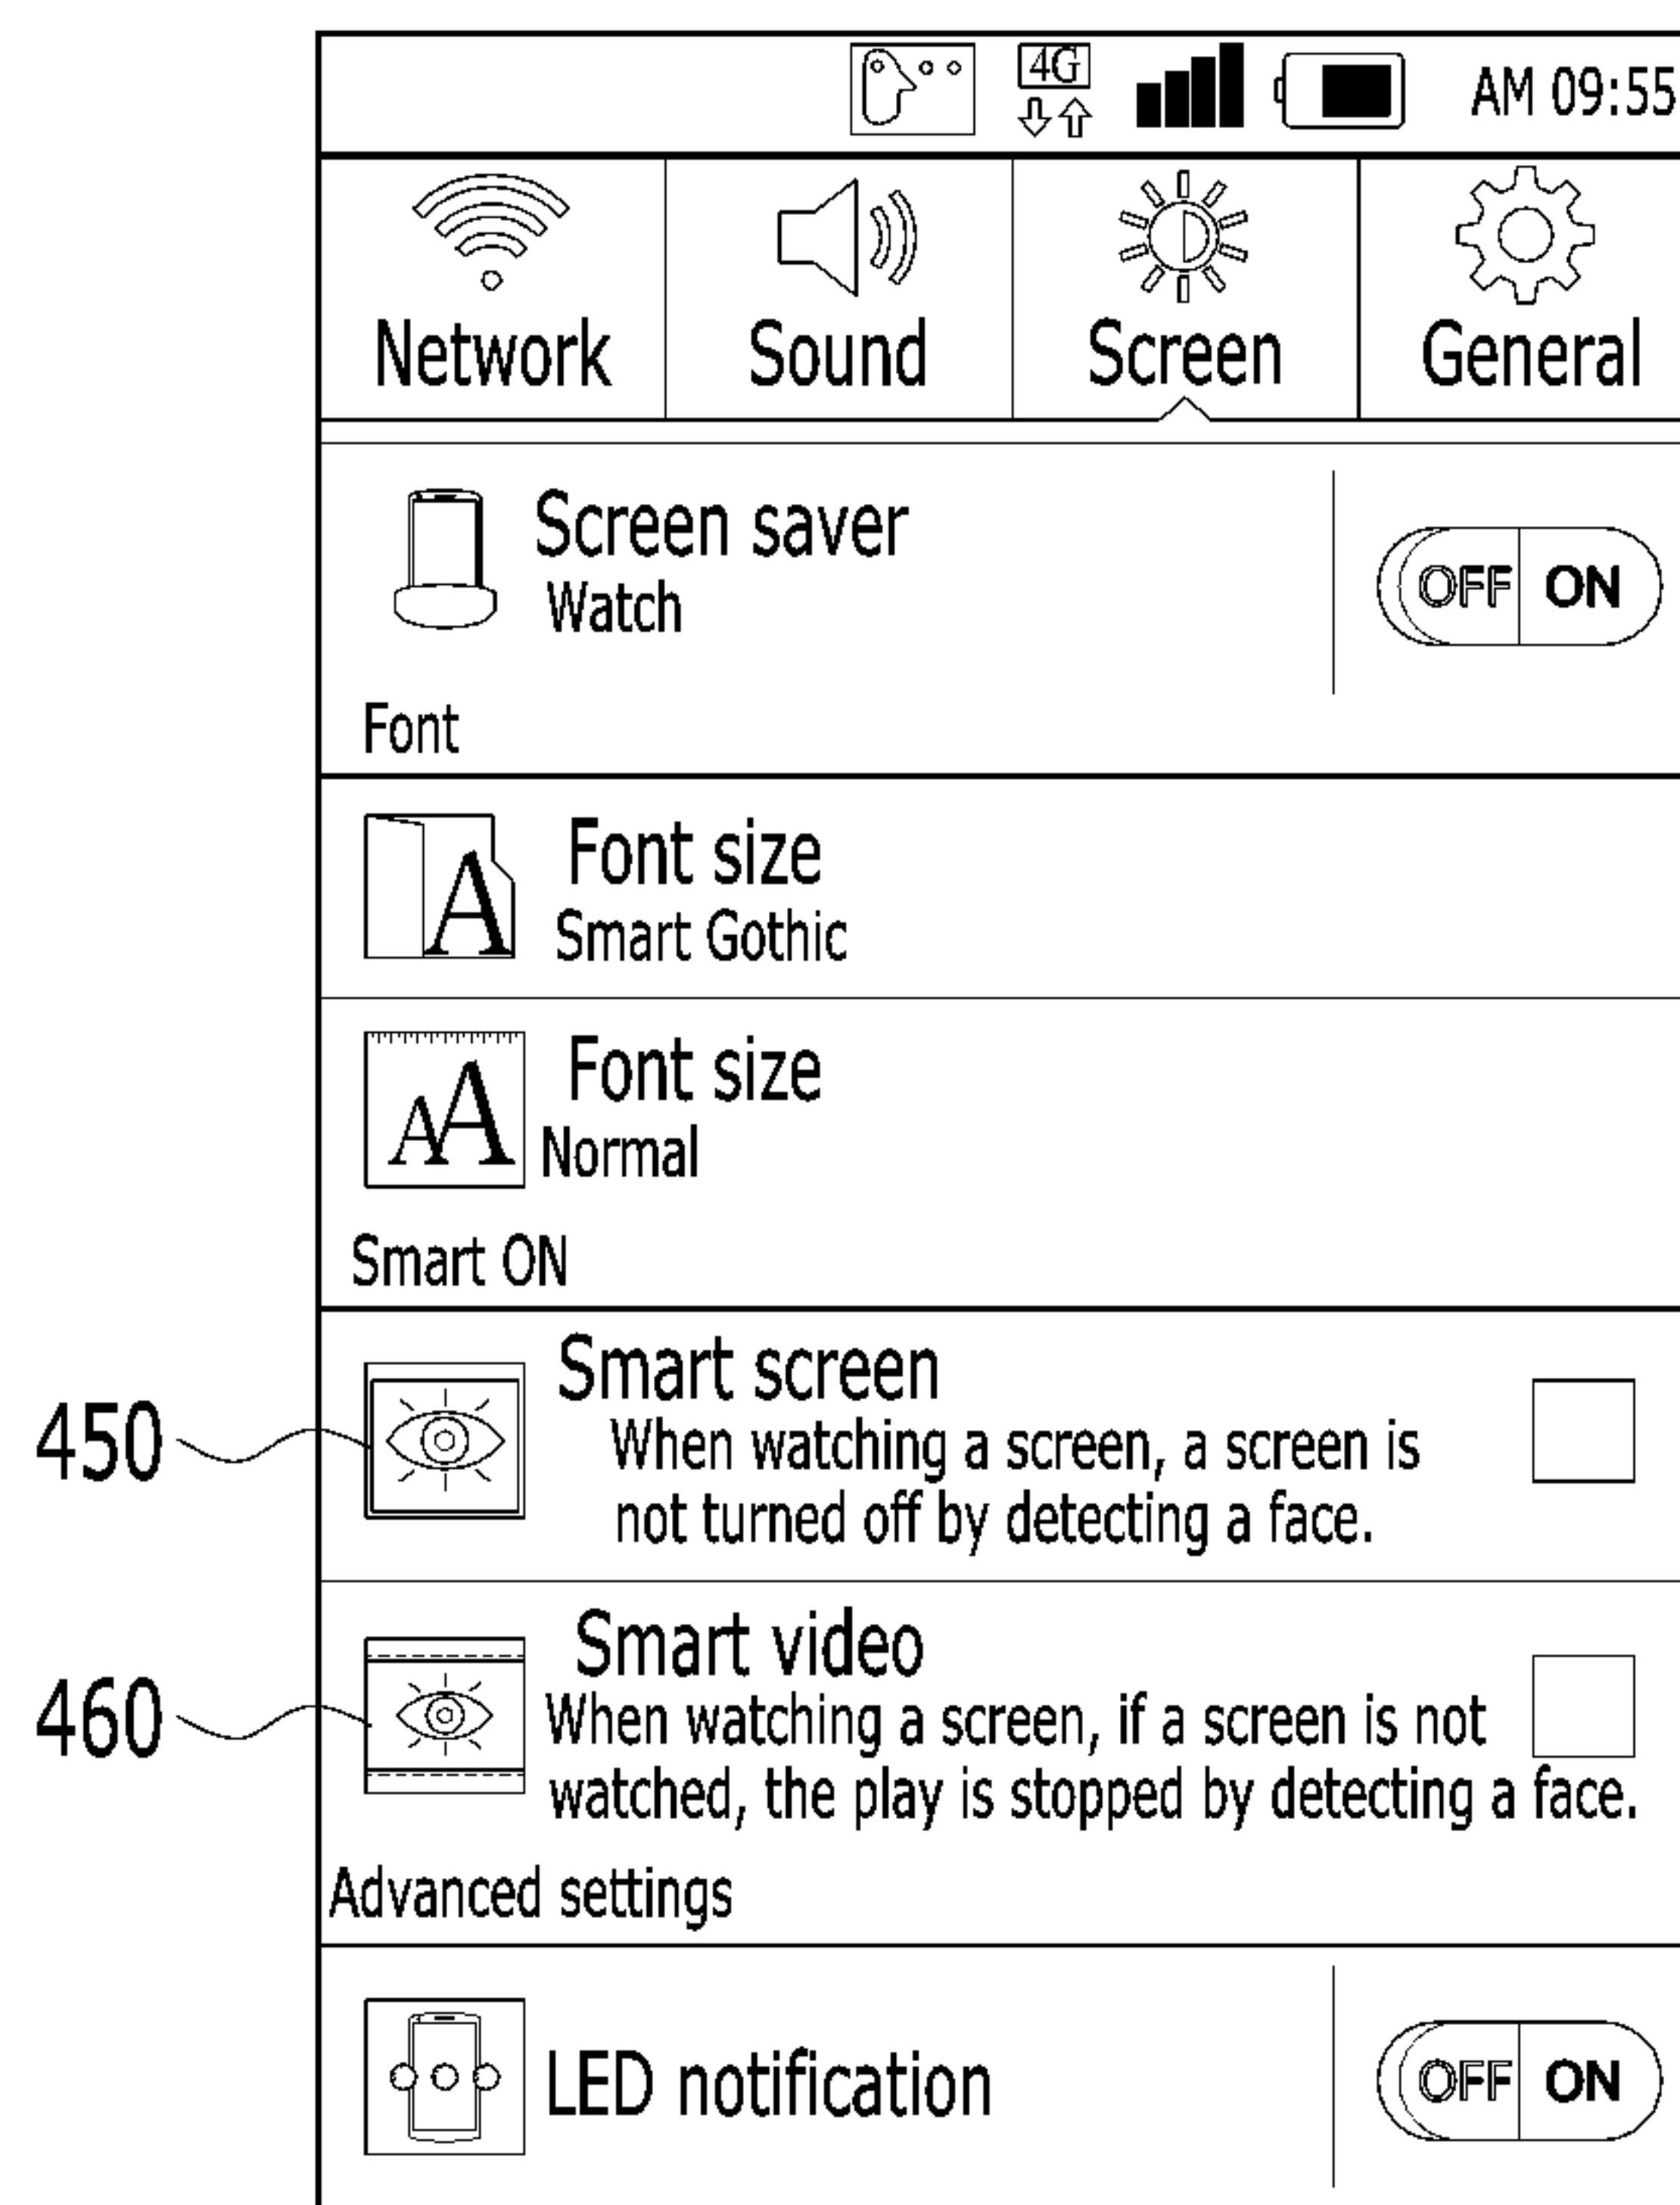 4G
AM 09:55
Network Sound Screen General
Screen saver
Watch
OFF ON
Font
A
Font size
Smart Gothic
AA
Font size
Normal
Smart ON
450
Smart screen
When watching a screen, a screen is
not turned off by detecting a face.
460
Smart video
When watching a screen, if a screen is not
watched, the play is stopped by detecting a face.
Advanced settings
LED notification
OFF ON